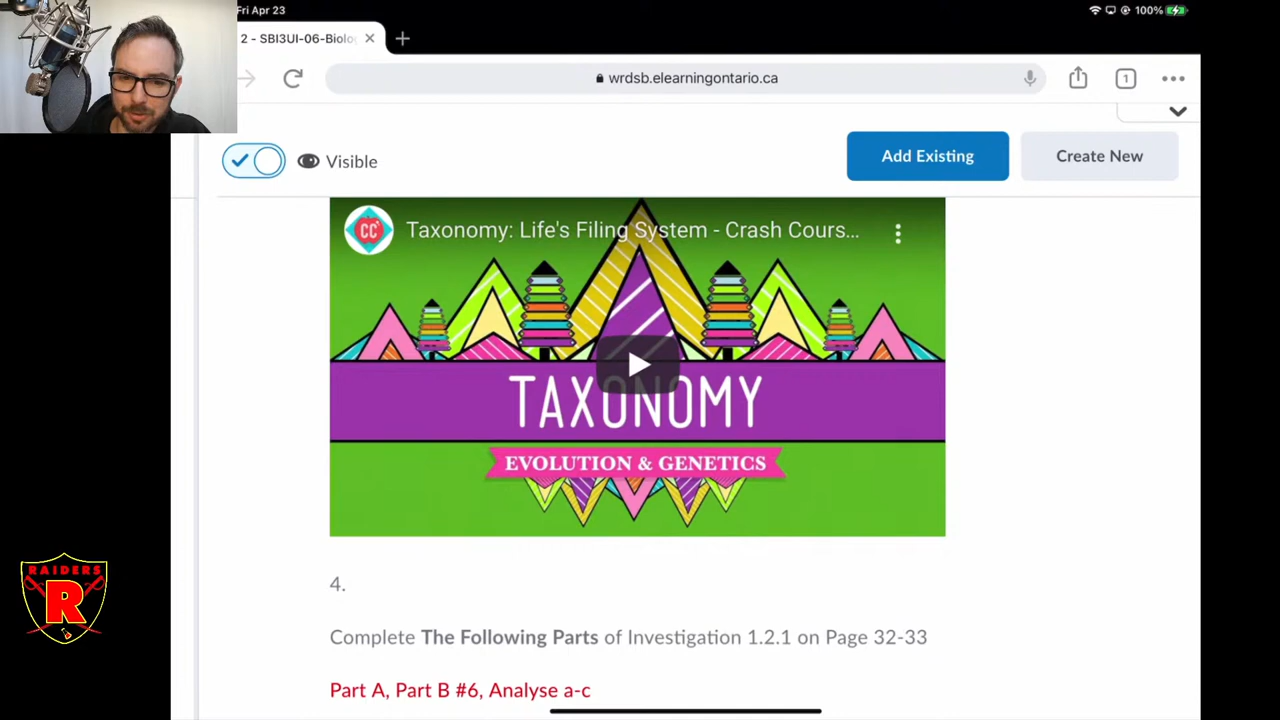 Fri Apr 23
100%
2 - SBI3UI-06-Biolo
wrdsb.elearningontario.ca
1
Visible
Add Existing
Create New
CC
Taxonomy: Life's Filing System - Crash Cours...
TAXONOMY
EVOLUTION & GENETICS
RAIDERS
R
4.
Complete The Following Parts of Investigation 1.2.1 on Page 32-33
Part A, Part B #6, Analyse a-c